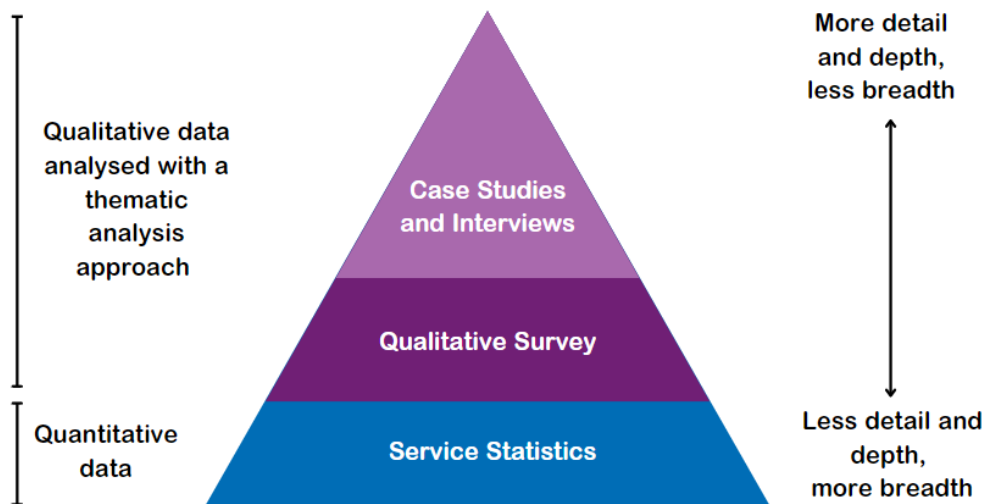 Qualitative data
analysed with a
thematic
analysis
approach
Quantitative
data
Case Studies
and Interviews
Qualitative Survey
Service Statistics
More detail
and depth,
less breadth
Less detail and
depth,
more breadth